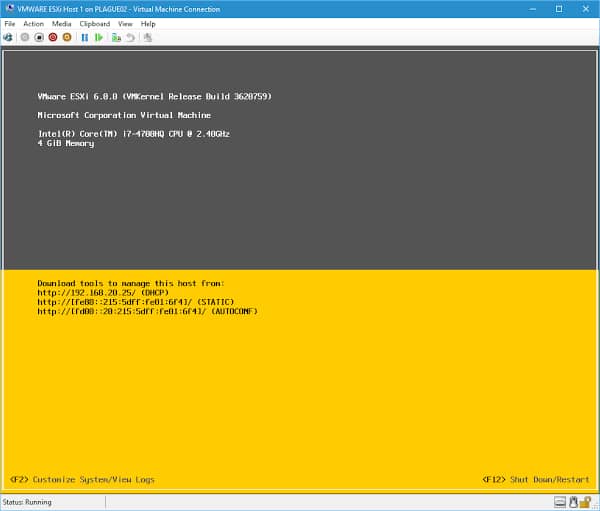 VMWARE ESXi Host 1 on PLAGUE02 - Virtual Machine Connection
File Action Media Clipboard View Help
VMware ESXi 6.0.0 (VMKernel Release Build 3620759)
Microsoft Corporation Virtual Machine
Intel(R) Core(TM) i7-4700HQ CPU @ 2.40GHz
4 GiB Memory
Download tools to manage this host from:
http://192.168.20.25/ (DHCP)
http://[fe80::215:5dff:fe01:6f4]/ (STATIC)
http://[fd00::20:215:5dff:fe01:6f4]/ (AUTOCONF)
<F2> Customize System/View Logs
<F12> Shut Down/Restart
Status: Running